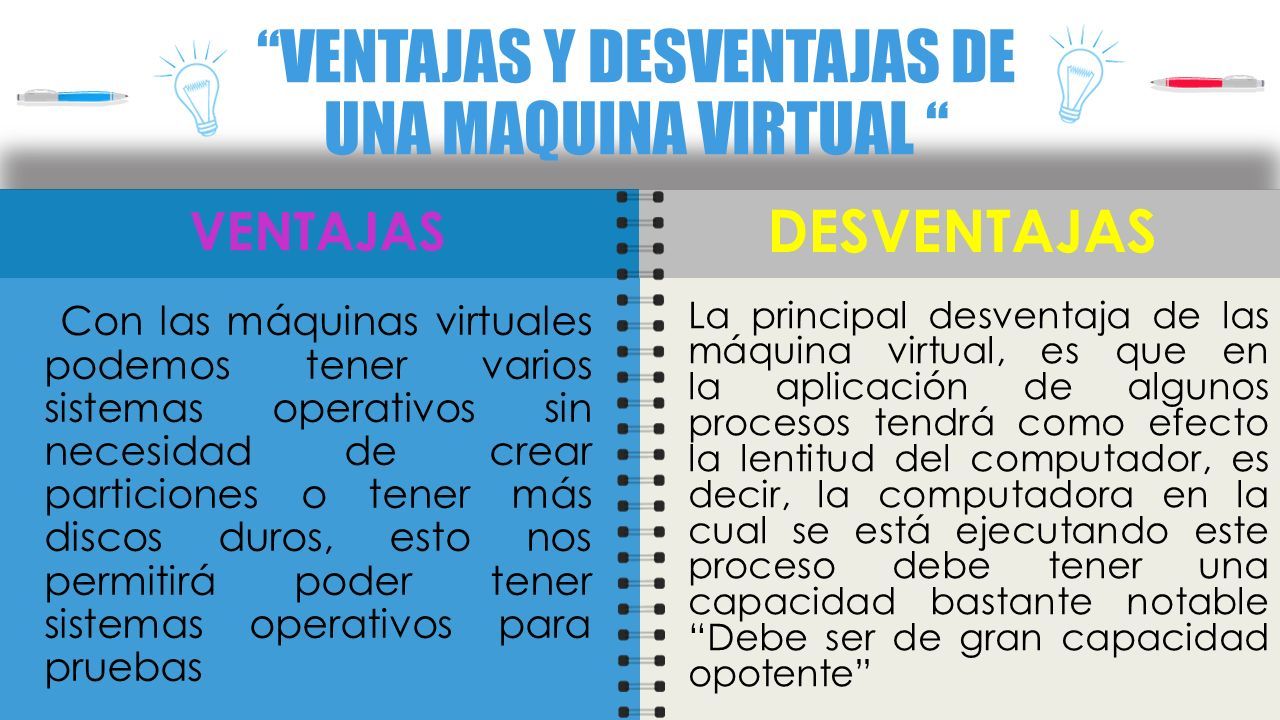 “VENTAJAS Y DESVENTAJAS DE
UNA MAQUINA VIRTUAL “
VENTAJAS
Con las máquinas virtuales
podemos tener varios
sistemas operativos sin
necesidad de crear
particiones o tener más
discos duros, esto nos
permitirá poder tener
sistemas operativos para
pruebas
DESVENTAJAS
La principal desventaja de las
máquina virtual, es que en
la aplicación de algunos
procesos tendrá como efecto
la lentitud del computador, es
decir, la computadora en la
cual se está ejecutando este
proceso debe tener una
capacidad bastante notable
“Debe ser de gran capacidad
opotente”